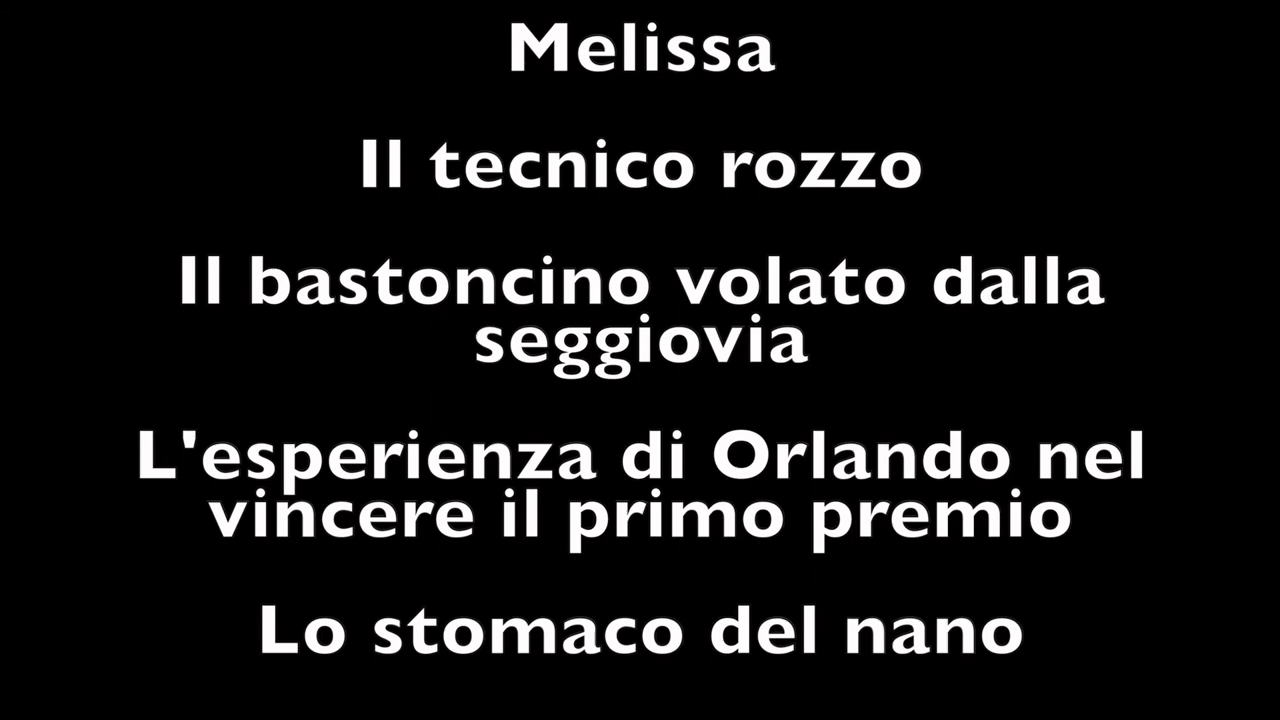 Melissa
Il tecnico rozzo
Il bastoncino volato dalla
seggiovia
L'esperienza di Orlando nel
vincere il primo premio
Lo stomaco del nano